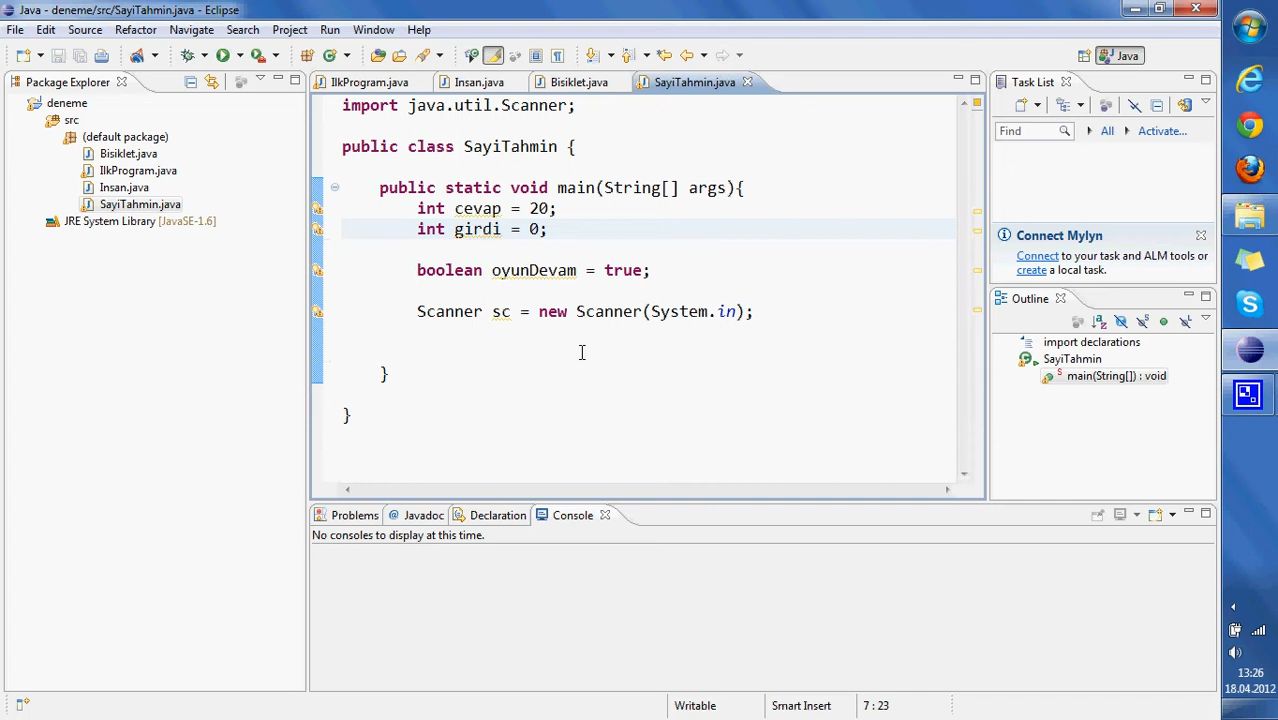 Java - deneme/src/SayiTahmin.java - Eclipse
File Edit Source Refactor Navigate Search Project Run Window Help
Java
Package Explorer
deneme
src
(default package)
Bisiklet.java
IlkProgram.java
Insan.java
SayiTahmin.java
JRE System Library [JavaSE-1.6]
IlkProgram.java Insan.java Bisiklet.java SayiTahmin.java
import java.util.Scanner;
public class SayiTahmin {
public static void main(String[] args){
int cevap = 20;
int girdi = 0;
boolean oyunDevam = true;
Scanner sc = new Scanner(System.in);
}
}
Task List
Find All Activate...
Connect Mylyn
Connect to your task and ALM tools or
create a local task.
Outline
import declarations
SayiTahmin
main(String[]) : void
Problems @ Javadoc Declaration Console
No consoles to display at this time.
Writable Smart Insert 7 : 23
13:26
18.04.2012